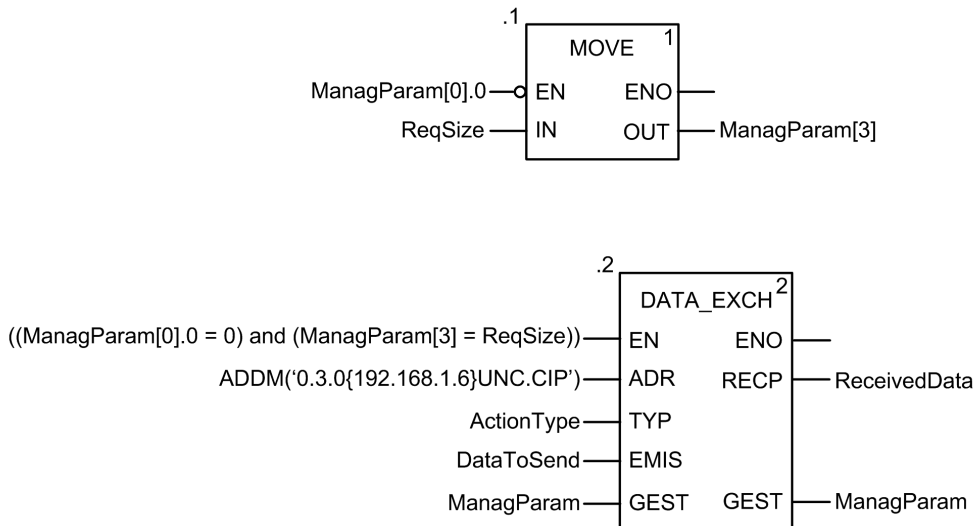 .1
1
MOVE
ManagParam[0].0 EN ENO
ReqSize IN OUT ManagParam[3]
.2
2
DATA_EXCH
((ManagParam[0].0 = 0) and (ManagParam[3] = ReqSize)) EN ENO
ADDM(‘0.3.0{192.168.1.6}UNC.CIP’) ADR RECP ReceivedData
ActionType TYP
DataToSend EMIS
ManagParam GEST GEST ManagParam